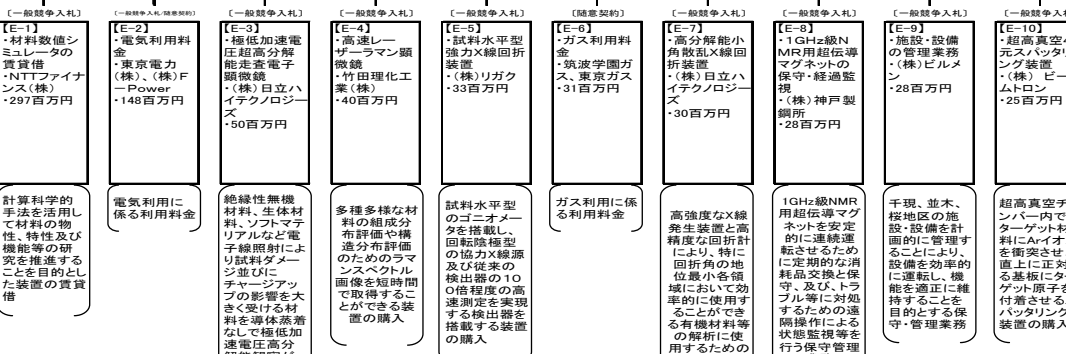 ［一般競争入札］
【E-1】
・材料数値シ
ミュレータの
賃貸借
・NTTファイナ
ンス（株）
・297百万円
計算科学的
手法を活用し
て材料の物
性、特性及び
機能等の研
究を推進する
ことを目的とし
た装置の賃貸
借
［一般競争入札/随意契約］
【E-2】
・電気利用料
金
・東京電力
（株）、（株）F
－Power
・148百万円
電気利用に
係る利用料金
［一般競争入札］
【E-3】
・極低加速電
圧超高分解
能走査電子
顕微鏡
・（株）日立ハ
イテクノロジー
ズ
・50百万円
絶縁性無機
材料、生体材
料、ソフトマテ
リアルなど電
子線照射によ
り試料ダメー
ジ並びに
チャージアッ
プの影響を大
きく受ける材
料を導体蒸着
なしで極低加
速電圧高分
［一般競争入札］
【E-4】
・高速レー
ザーラマン顕
微鏡
・竹田理化工
業（株）
・40百万円
多種多様な材
料の組成分
布評価や構
造分布評価
のためのラマ
ンスペクトル
画像を短時間
で取得するこ
とができる装
置の購入
［一般競争入札］
【E-5】
・試料水平型
強力X線回折
装置
・（株）リガク
・33百万円
試料水平型
のゴニオメー
タを搭載し、
回転陰極型
の協力X線源
及び従来の
検出器の10
0倍程度の高
速測定を実現
する検出器を
搭載する装置
の購入
［随意契約］
【E-6】
・ガス利用料
金
・筑波学園ガ
ス、東京ガス
・31百万円
ガス利用に係
る利用料金
［一般競争入札］
【E-7】
・高分解能小
角散乱X線回
折装置
・（株）日立ハ
イテクノロジー
ズ
・30百万円
高強度なX線
発生装置と高
精度な回折計
により、特に
回折角の地
位最小各領
域において効
率的に使用す
ることができ
る有機材料等
の解析に使
用するための
［一般競争入札］
【E-8】
・1GHz級N
MR用超伝導
マグネットの
保守・経過監
視
・（株）神戸製
鋼所
・28百万円
1GHz級NMR
用超伝導マグ
ネットを安定
的に連続運
転させるため
に定期的な消
耗品交換と保
守、及び、トラ
ブル等に対処
するための遠
隔操作による
状態監視等を
行う保守管理
［一般競争入札］
【E-9】
・施設・設備
の管理業務
・（株）ビルメ
ン
・28百万円
千現、並木、
桜地区の施
設・設備を計
画的に管理す
ることにより、
設備を効率的
に運転し、機
能を適正に維
持することを
目的とする保
守・管理業務
［一般競争入
【E-10】
・超高真空
元スパッタリ
ング装置
・（株） ビー
ムトロン
・25百万円
超高真空チ
ンバー内で
ターゲット材
料にArイオ
を衝突させ
直上に正対
る基板にタ
ゲット原子を
付着させる
パッタリング
装置の購入